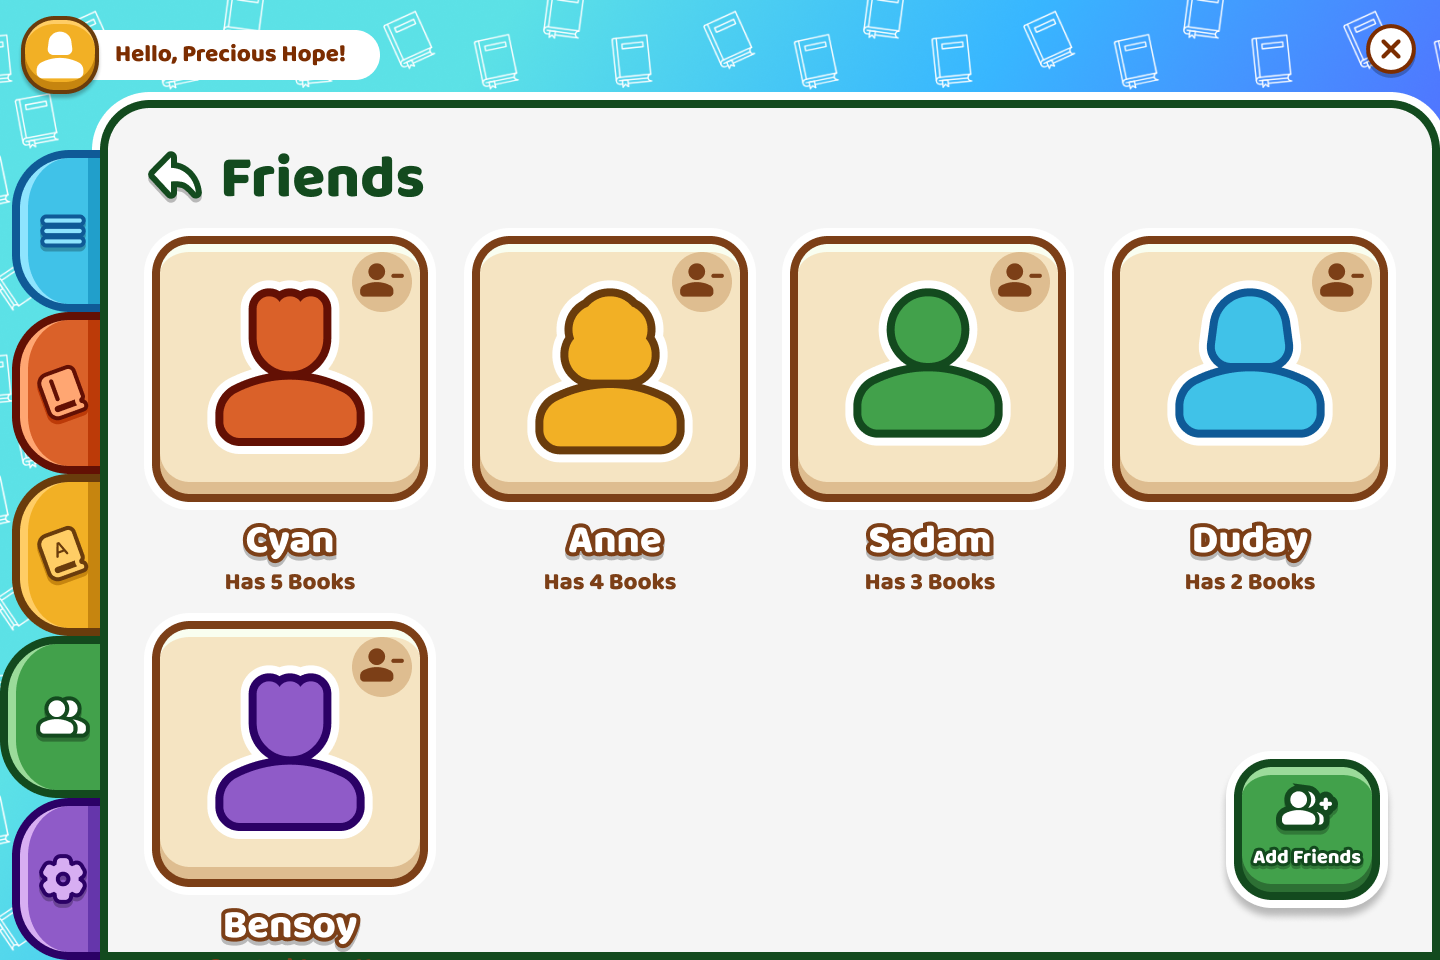 Hello, Precious Hope!
Friends
Cyan
Has 5 Books
Anne
Has 4 Books
Sadam
Has 3 Books
Duday
Has 2 Books
A
Bensoy
Add Friends